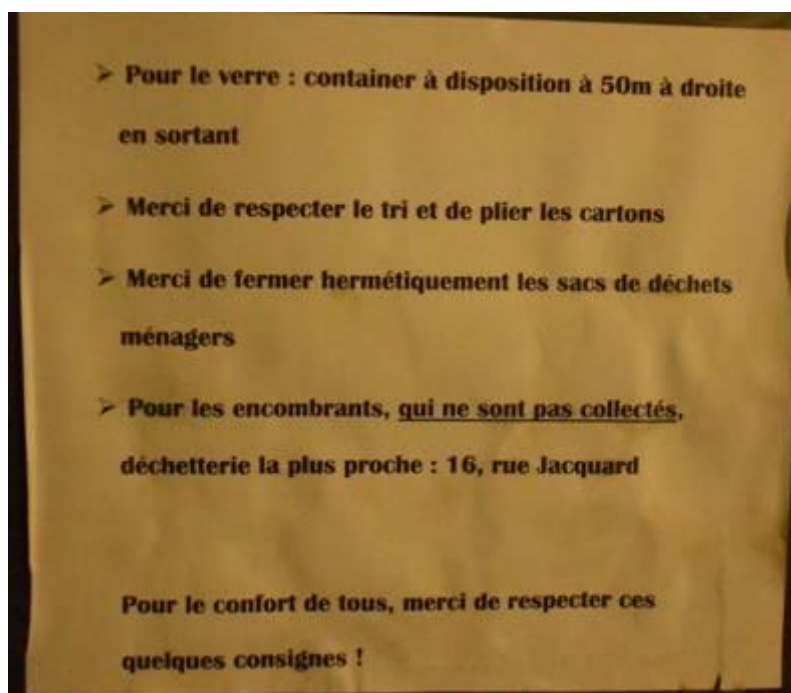 ➢ Pour le verre : container à disposition à 50m à droite
en sortant
➢ Merci de respecter le tri et de plier les cartons
➢ Merci de fermer hermétiquement les sacs de déchets
ménagers
➢ Pour les encombrants, qui ne sont pas collectés,
déchetterie la plus proche : 16, rue Jacquard
Pour le confort de tous, merci de respecter ces
quelques consignes !